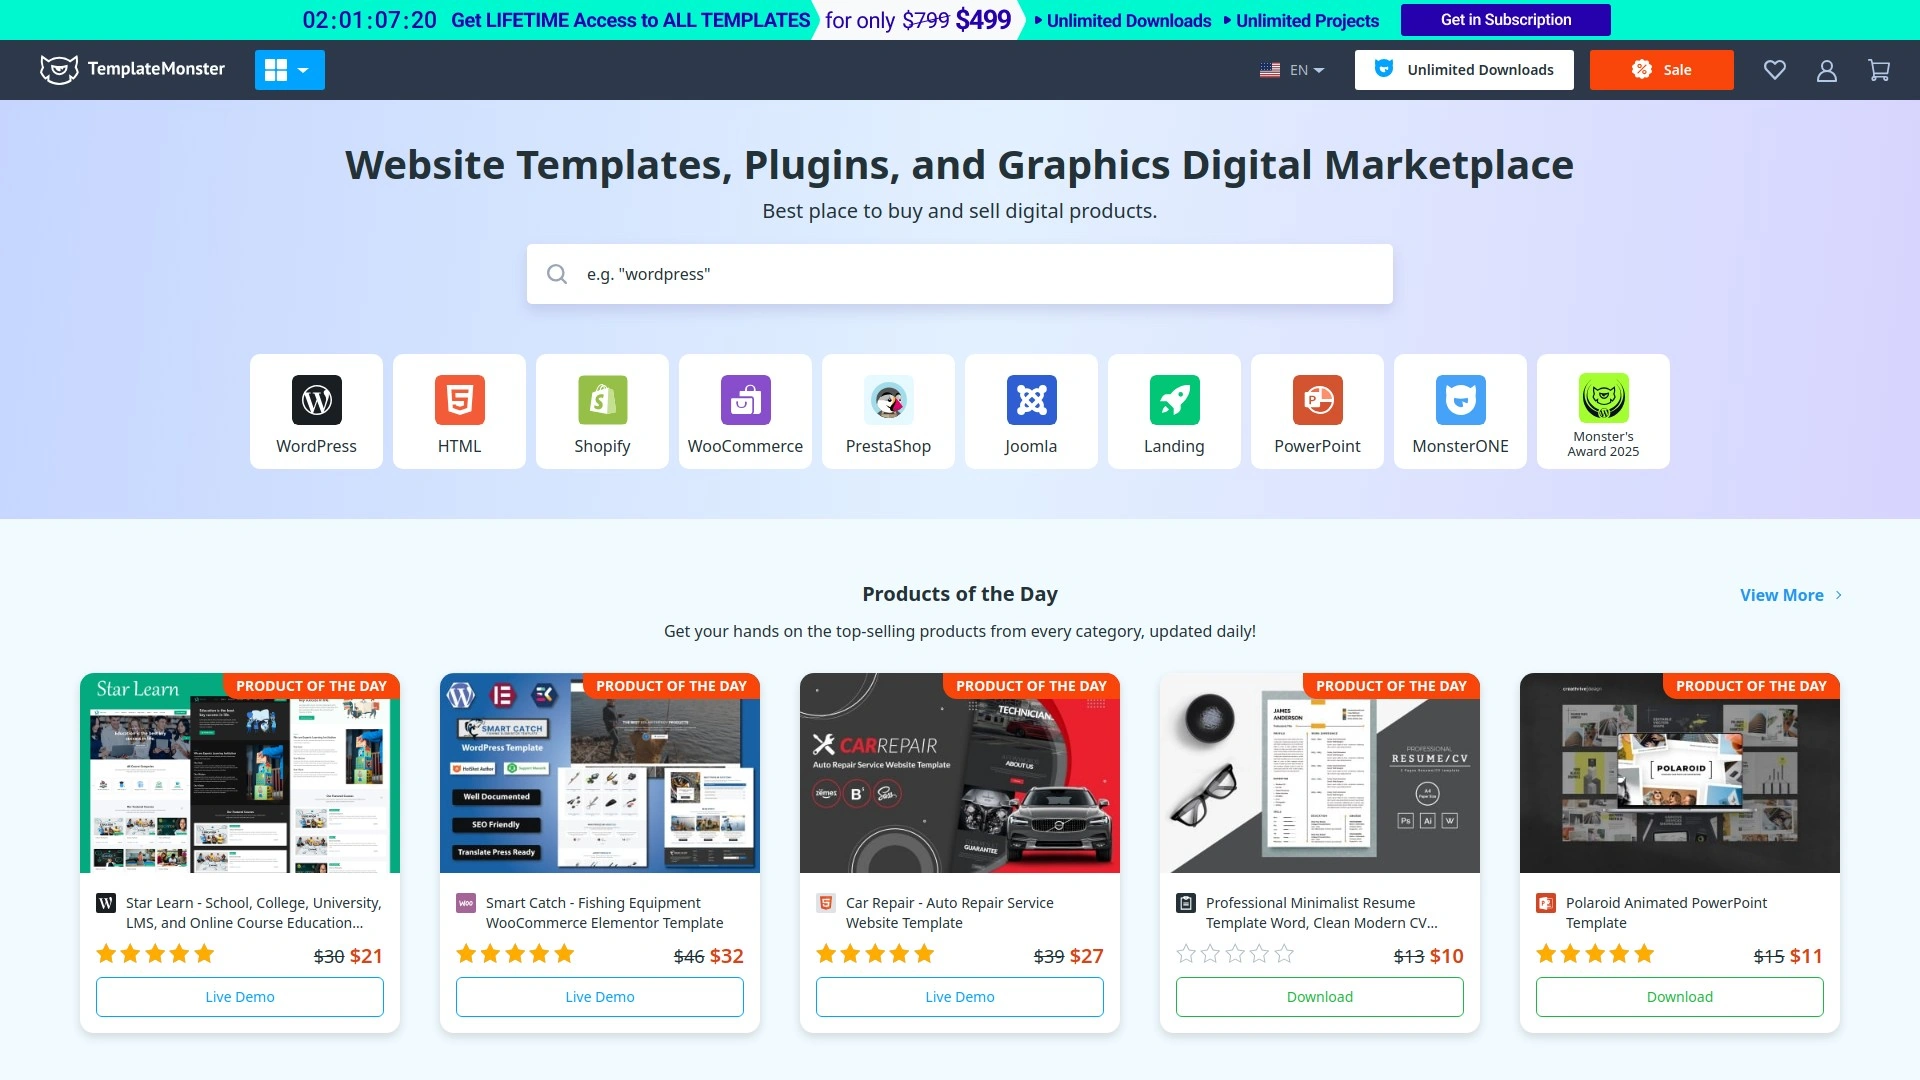 02:01:07:20 Get LIFETIME Access to ALL TEMPLATES for only $799 $499 Unlimited Downloads Unlimited Projects Get in Subscription
TemplateMonster EN Unlimited Downloads Sale
Website Templates, Plugins, and Graphics Digital Marketplace
Best place to buy and sell digital products.
e.g. "wordpress"
WordPress
HTML
Shopify
WooCommerce
PrestaShop
Joomla
Landing
PowerPoint
MonsterONE
Monster's
Award 2025
Products of the Day
View More
Get your hands on the top-selling products from every category, updated daily!
Star Learn
PRODUCT OF THE DAY
Star Learn - School, College, University,
LMS, and Online Course Education...
$30 $21
Live Demo
PRODUCT OF THE DAY
SMART CATCH
WordPress Template
Well Documented
SEO Friendly
Translate Press Ready
Smart Catch - Fishing Equipment
WooCommerce Elementor Template
$46 $32
Live Demo
PRODUCT OF THE DAY
TECHNICIAN
CARREPAIR
Auto Repair Service Website Template
ABOUT US
GUARANTEE
Car Repair - Auto Repair Service
Website Template
$39 $27
Live Demo
PRODUCT OF THE DAY
JAMES
ANDERSON
PROFESSIONAL
RESUME/CV
Ps Ai W
Professional Minimalist Resume
Template Word, Clean Modern CV...
$13 $10
Download
PRODUCT OF THE DAY
POLAROID
Polaroid Animated PowerPoint
Template
$15 $11
Download